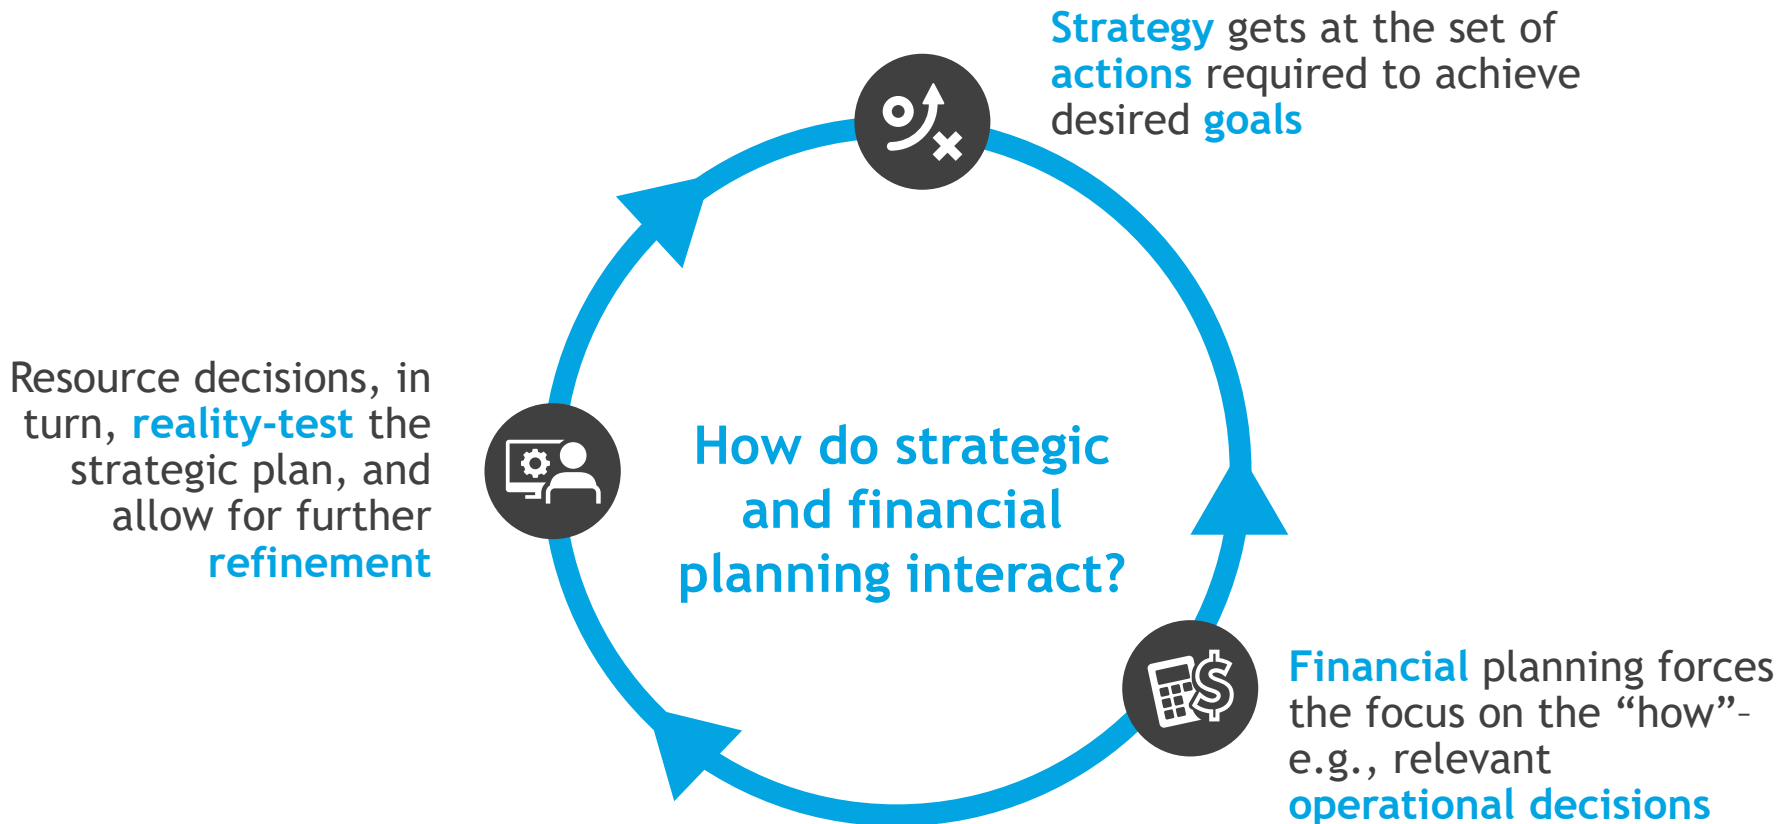 Strategy gets at the set of
actions required to achieve
desired goals
Resource decisions, in
turn, reality-test the
strategic plan, and
allow for further
refinement
How do strategic
and financial
planning interact?
Financial planning forces
the focus on the “how”–
e.g., relevant
operational decisions